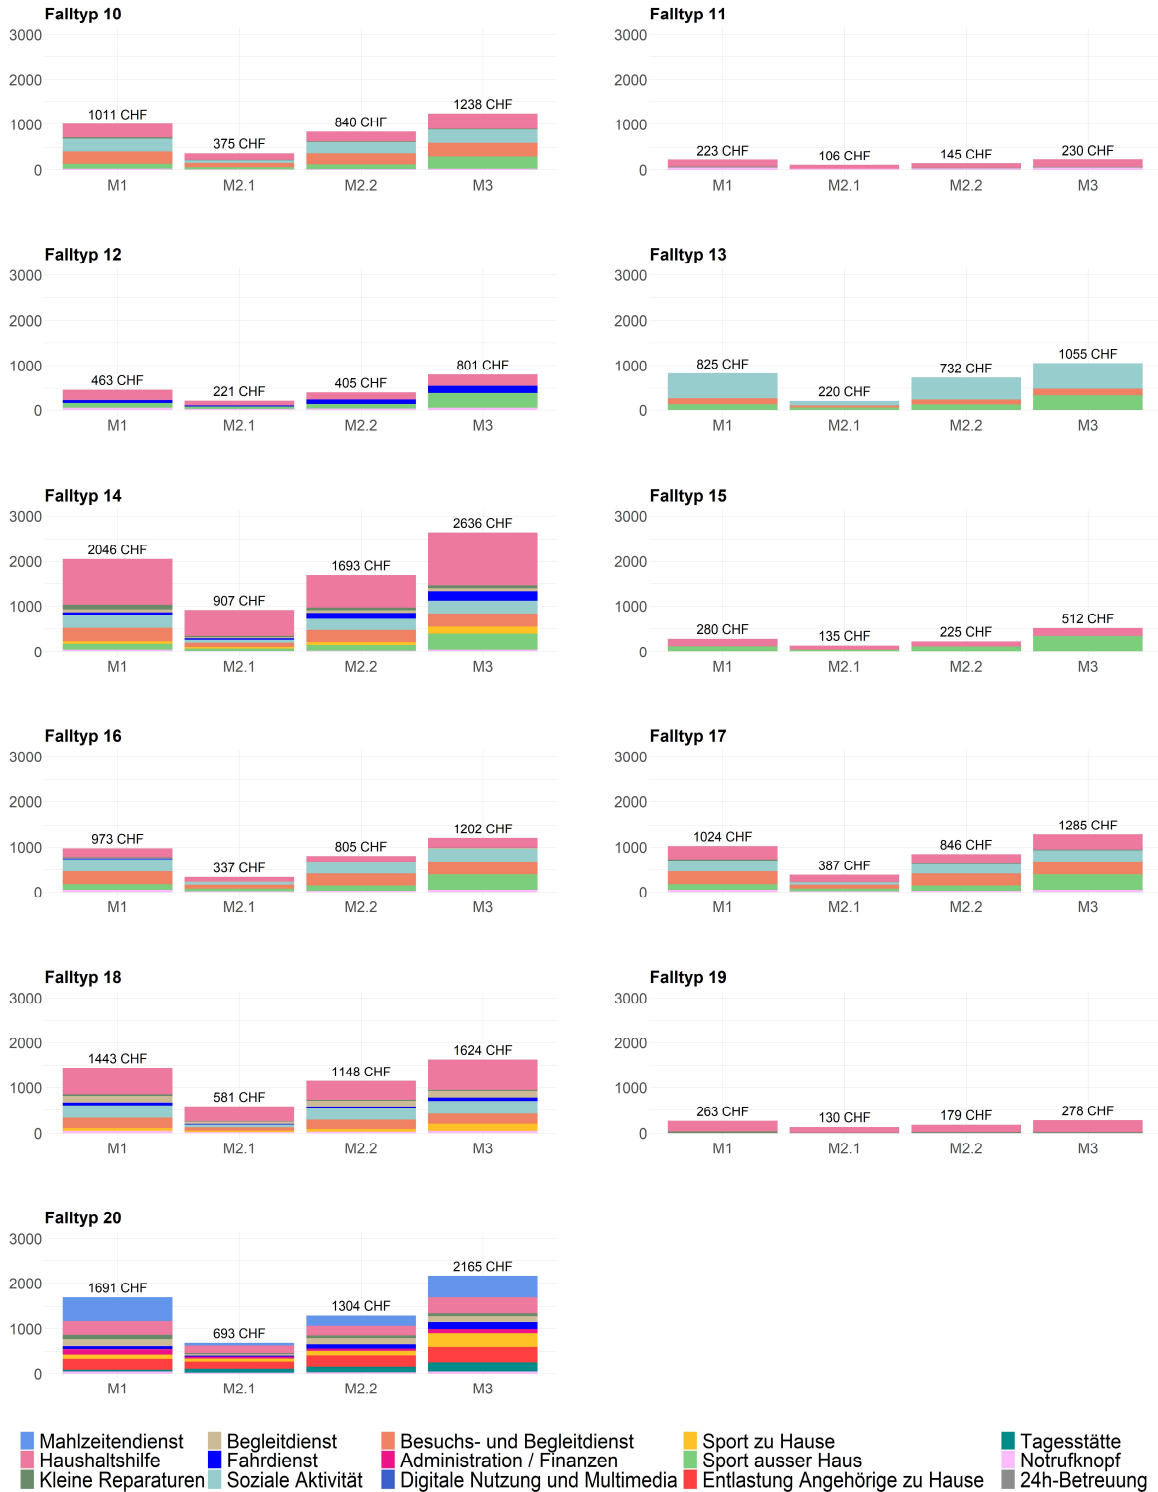 Falltyp 10
Falltyp 11
3000
2000
1000
0
1011 CHF
375 CHF
840 CHF
1238 CHF
M1
M2.1
M2.2
M3
3000
2000
1000
0
223 CHF
106 CHF
145 CHF
230 CHF
M1
M2.1
M2.2
M3
Falltyp 12
Falltyp 13
3000
2000
1000
0
463 CHF
221 CHF
405 CHF
801 CHF
M1
M2.1
M2.2
M3
3000
2000
1000
0
825 CHF
220 CHF
732 CHF
1055 CHF
M1
M2.1
M2.2
M3
Falltyp 14
Falltyp 15
3000
2000
1000
0
2046 CHF
907 CHF
1693 CHF
2636 CHF
M1
M2.1
M2.2
M3
3000
2000
1000
0
280 CHF
135 CHF
225 CHF
512 CHF
M1
M2.1
M2.2
M3
Falltyp 16
Falltyp 17
3000
2000
1000
0
973 CHF
337 CHF
805 CHF
1202 CHF
M1
M2.1
M2.2
M3
3000
2000
1000
0
1024 CHF
387 CHF
846 CHF
1285 CHF
M1
M2.1
M2.2
M3
Falltyp 18
Falltyp 19
3000
2000
1000
0
1443 CHF
581 CHF
1148 CHF
1624 CHF
M1
M2.1
M2.2
M3
3000
2000
1000
0
263 CHF
130 CHF
179 CHF
278 CHF
M1
M2.1
M2.2
M3
Falltyp 20
3000
2000
1000
0
1691 CHF
693 CHF
1304 CHF
2165 CHF
M1
M2.1
M2.2
M3
Mahlzeitendienst
Begleitdienst
Besuchs- und Begleitdienst
Sport zu Hause
Tagesstätte
Haushaltshilfe
Fahrdienst
Administration / Finanzen
Sport ausser Haus
Notrufknopf
Kleine Reparaturen
Soziale Aktivität
Digitale Nutzung und Multimedia
Entlastung Angehörige zu Hause
24h-Betreuung